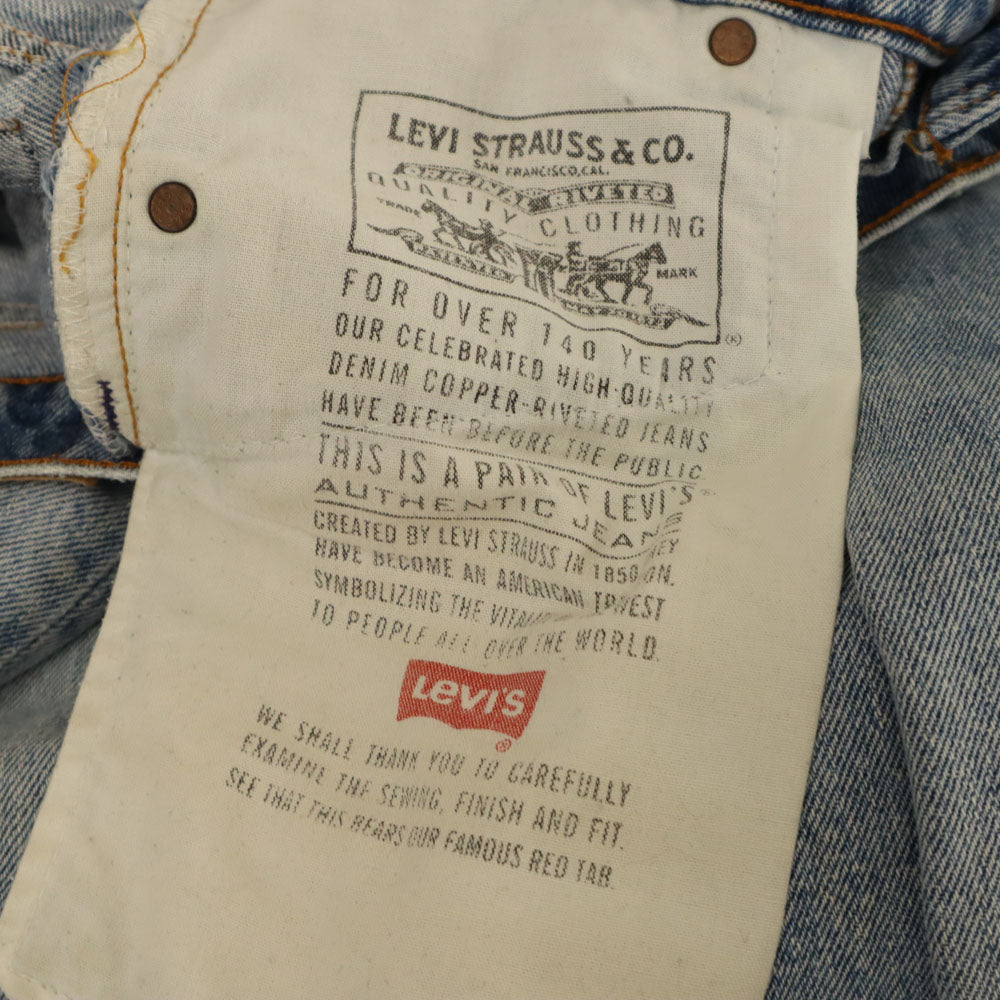 LEVI STRAUSS & CO.
SAN FRANCISCO, CAL.
ORIGINAL RIVETED
QUALITY CLOTHING
TRADE MARK
®
FOR OVER 140 YEARS
OUR CELEBRATED HIGH-QUALITY
DENIM COPPER-RIVETED JEANS
HAVE BEEN BEFORE THE PUBLIC.
THIS IS A PAIR OF LEVI'S
AUTHENTIC JEANS
CREATED BY LEVI STRAUSS IN 1850
HAVE BECOME AN AMERICAN
SYMBOLIZING THE
TO PEOPLE ALL OVER THE WORLD.
LEVI'S
®
WE SHALL THANK YOU TO CAREFULLY
EXAMINE THE SEWING, FINISH AND FIT.
SEE THAT THIS BEARS OUR FAMOUS RED TAB.